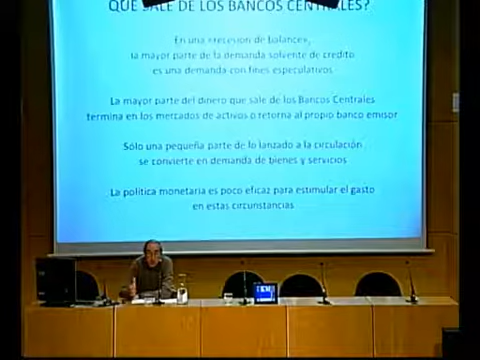 QUÉ SALE DE LOS BANCOS CENTRALES?
En una «recesión de balance»,
la mayor parte de la demanda solvente de crédito
es una demanda con fines especulativos
La mayor parte del dinero que sale de los Bancos Centrales
termina en los mercados de activos o retorna al propio banco emisor
Sólo una pequeña parte de lo lanzado a la circulación
se convierte en demanda de bienes y servicios
La política monetaria es poco eficaz para estimular el gasto
en estas circunstancias